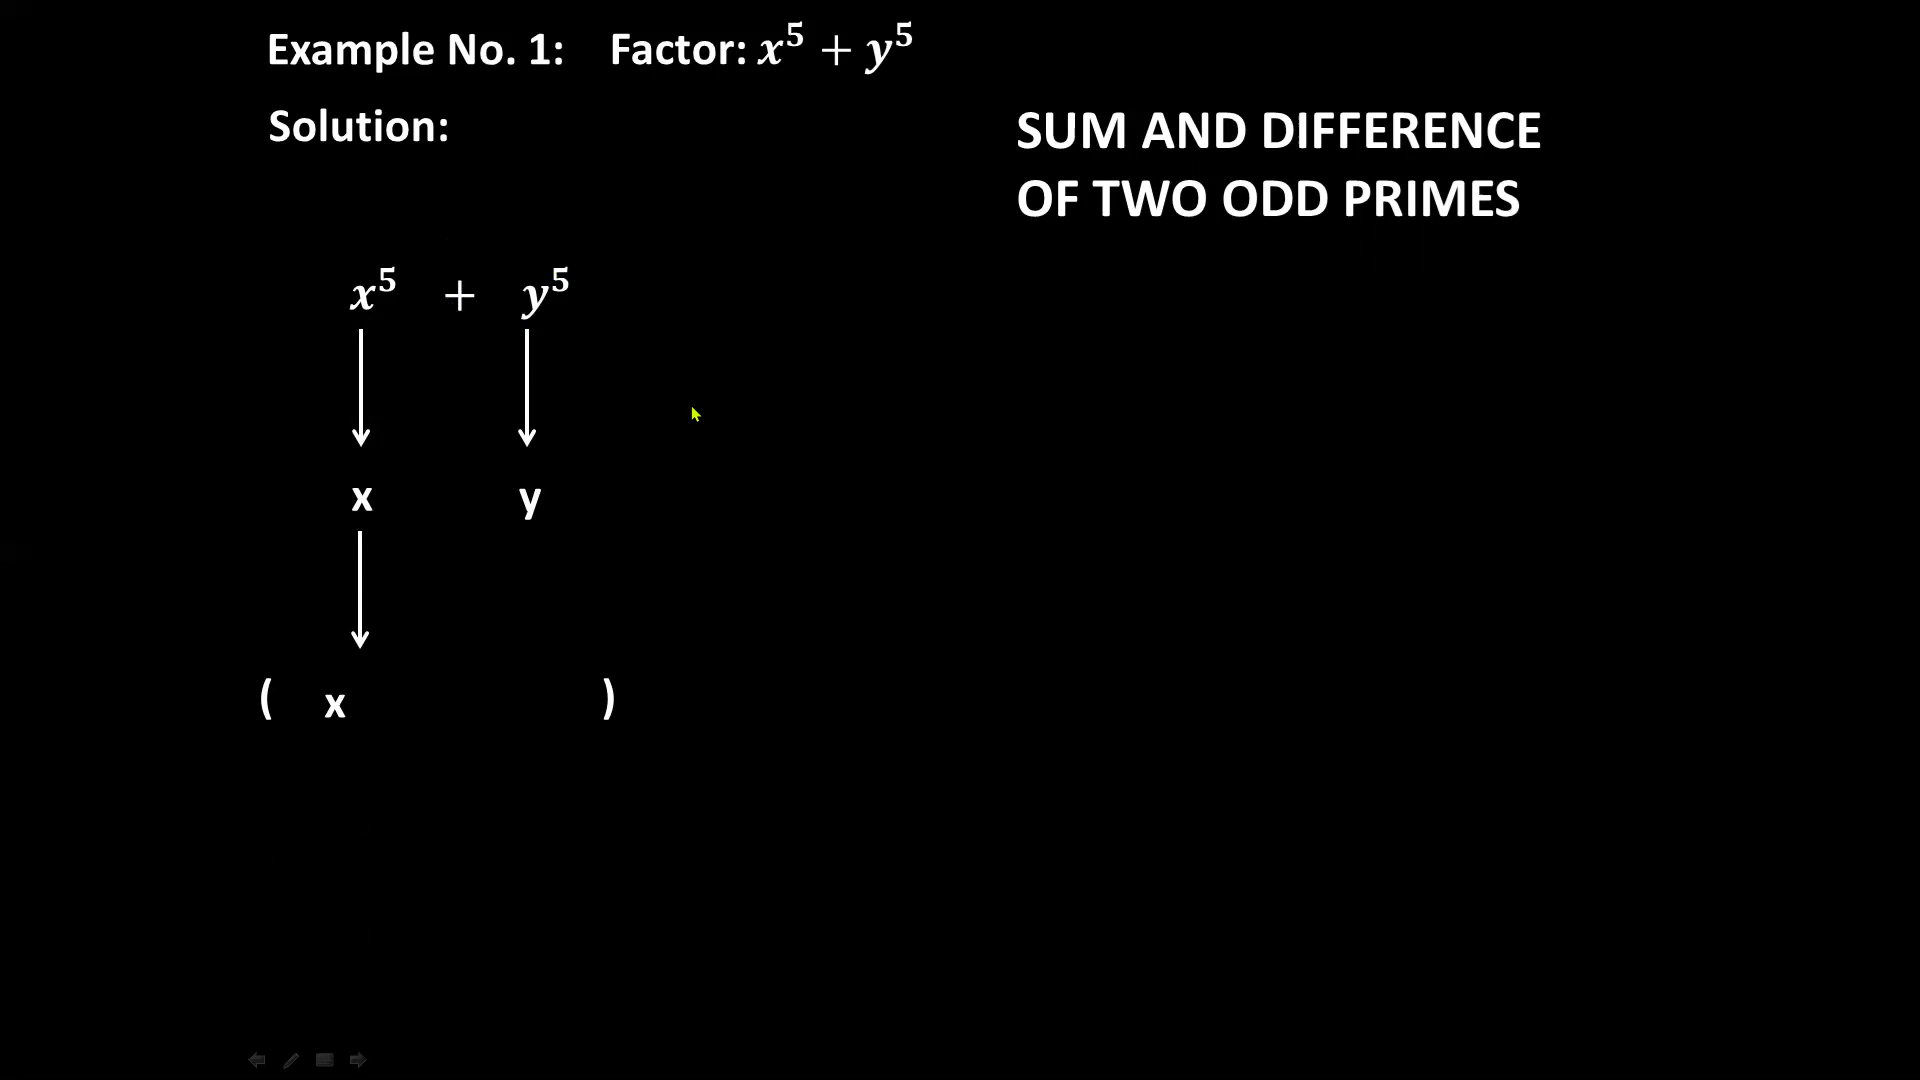 Example No. 1: Factor: x⁵ + y⁵
Solution:
SUM AND DIFFERENCE
OF TWO ODD PRIMES
x⁵ + y⁵
x y
( x )